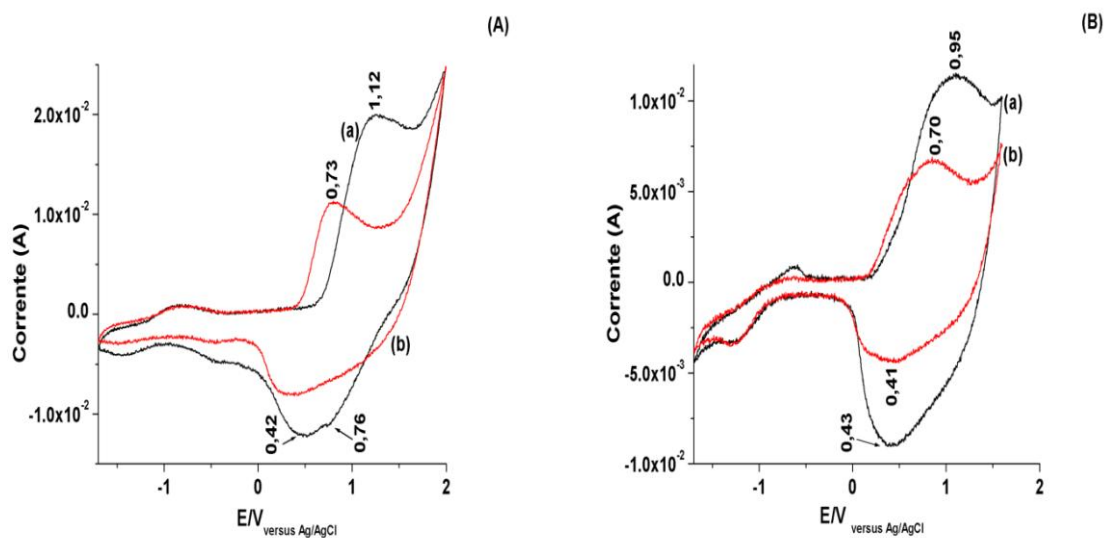 (A)
1,12
(a)
0,73
(b)
0,42
0,76
2.0x10⁻²
1.0x10⁻²
0.0
-1.0x10⁻²
Corrente (A)
-1
0
1
2
E/V versus Ag/AgCl
(B)
0,95
(a)
0,70
(b)
0,41
0,43
1.0x10⁻²
5.0x10⁻³
0.0
-5.0x10⁻³
-1.0x10⁻²
Corrente (A)
-1
0
1
2
E/V versus Ag/AgCl